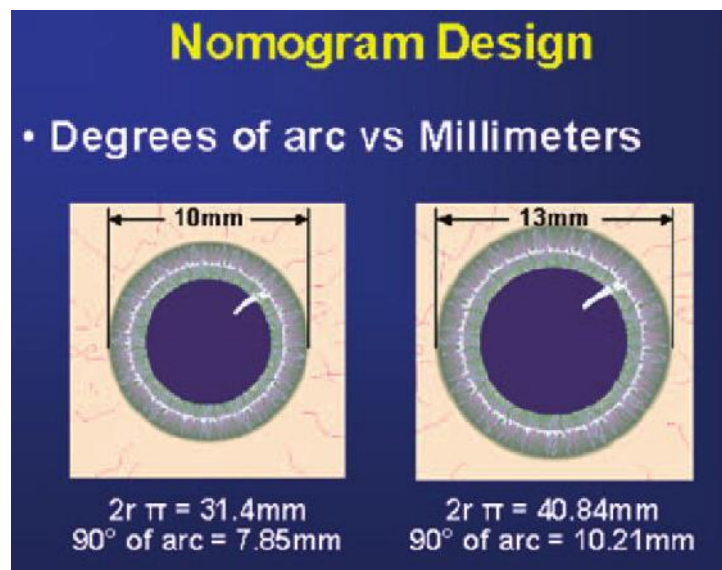 Nomogram Design
• Degrees of arc vs Millimeters
10mm
13mm
2r π = 31.4mm
90° of arc = 7.85mm
2r π = 40.84mm
90° of arc = 10.21mm